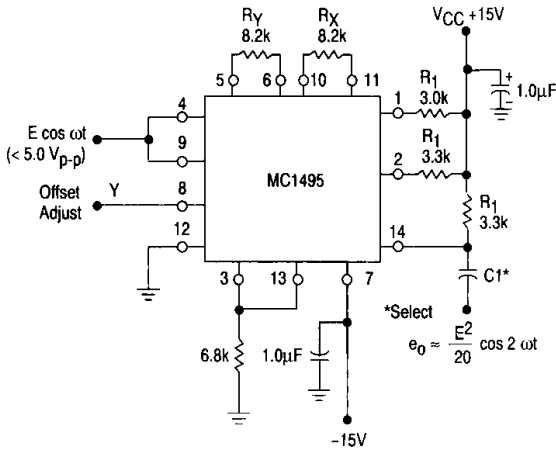 RY
8.2k
RX
8.2k
VCC +15V
5
6
10
11
4
1
R1
3.0k
+
–
1.0µF
E cos ωt
(< 5.0 Vp-p)
9
MC1495
2
R1
3.3k
Offset
Adjust
Y
8
R1
3.3k
12
14
3
13
7
C1*
*Select
eo ≈ E²/20 cos 2 ωt
6.8k
1.0µF
–15V